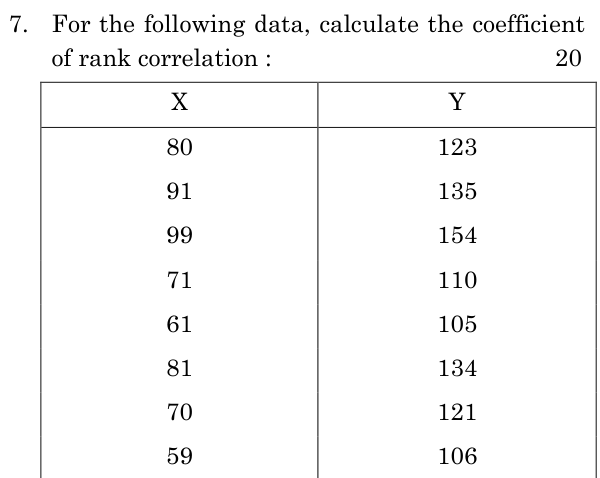 7. For the following data, calculate the coefficient
of rank correlation : 20
X Y
80 123
91 135
99 154
71 110
61 105
81 134
70 121
59 106